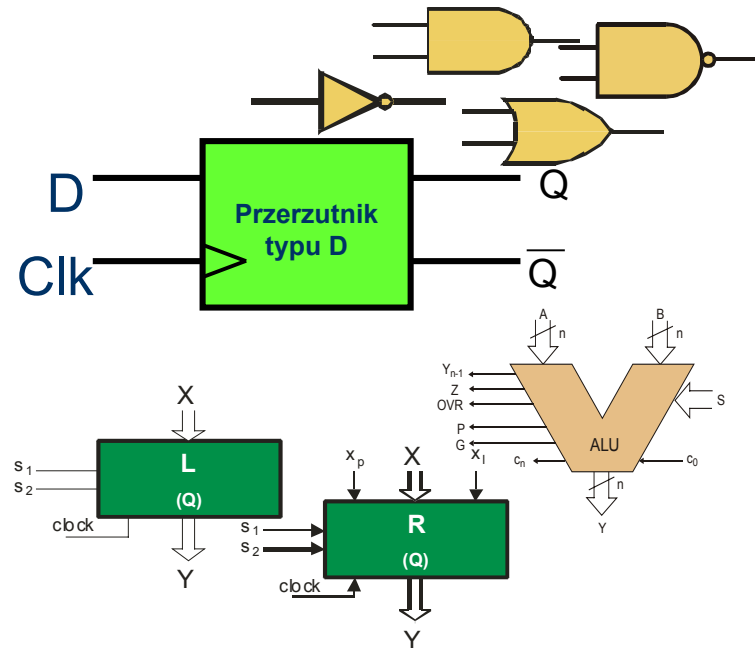 D
Clk
Przerzutnik
typu D
Q
Q̅
A
n
B
n
Yn-1
Z
OVR
P
G
cn
ALU
S
c0
n
Y
X
s1
s2
L
(Q)
clock
Y
xp
X
xl
s1
s2
R
(Q)
clock
Y